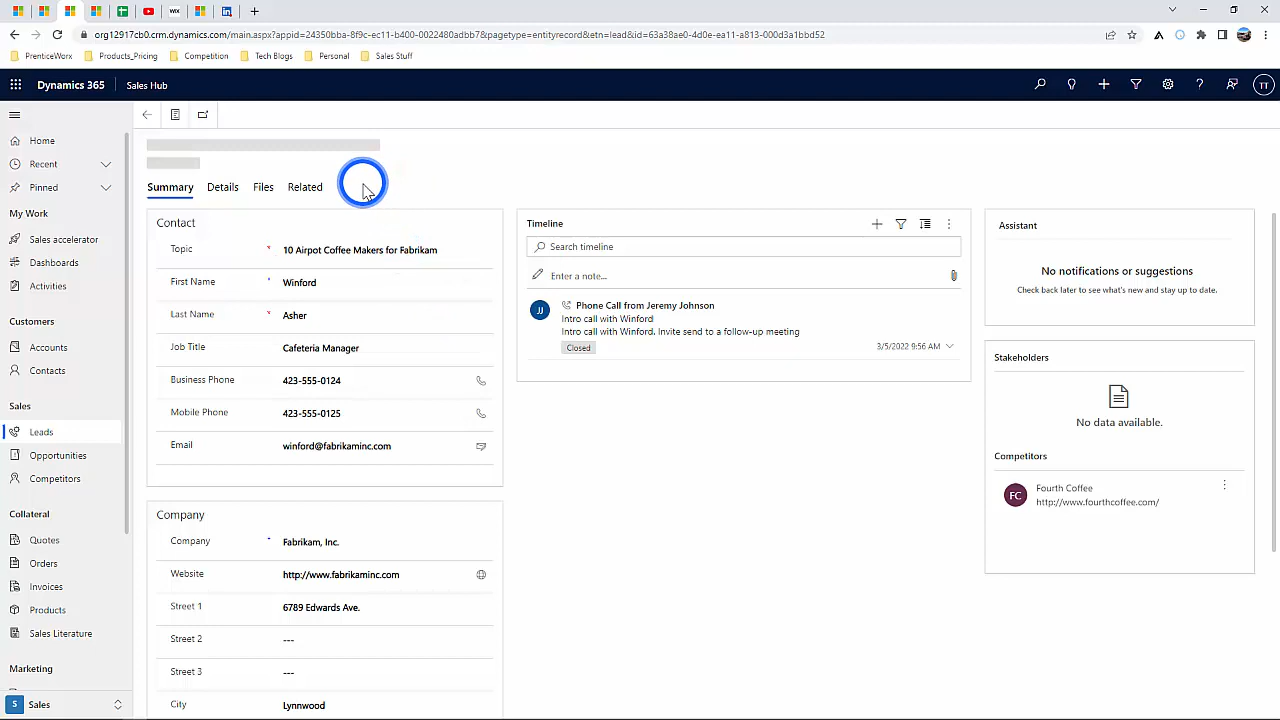 WIX
org12917cb0.crm.dynamics.com/main.aspx?appid=24350bba-8f9c-ec11-b400-0022480adbb7&pagetype=entityrecord&etn=lead&id=63a38ae0-4d0e-ea11-a813-000d3a1bbd52
PrenticeWorx Products_Pricing Competition Tech Blogs Personal Sales Stuff
Dynamics 365 Sales Hub TT
Home
Recent
Pinned
My Work
Sales accelerator
Dashboards
Activities
Customers
Accounts
Contacts
Sales
Leads
Opportunities
Competitors
Collateral
Quotes
Orders
Invoices
Products
Sales Literature
Marketing
S Sales
Summary Details Files Related
Contact
Topic * 10 Airpot Coffee Makers for Fabrikam
First Name Winford
Last Name * Asher
Job Title Cafeteria Manager
Business Phone 423-555-0124
Mobile Phone 423-555-0125
Email winford@fabrikaminc.com
Company
Company Fabrikam, Inc.
Website http://www.fabrikaminc.com
Street 1 6789 Edwards Ave.
Street 2 ---
Street 3 ---
City Lynnwood
Timeline
Search timeline
Enter a note...
JJ Phone Call from Jeremy Johnson
Intro call with Winford
Intro call with Winford. Invite send to a follow-up meeting
Closed 3/5/2022 9:56 AM
Assistant
No notifications or suggestions
Check back later to see what's new and stay up to date.
Stakeholders
No data available.
Competitors
FC Fourth Coffee
http://www.fourthcoffee.com/